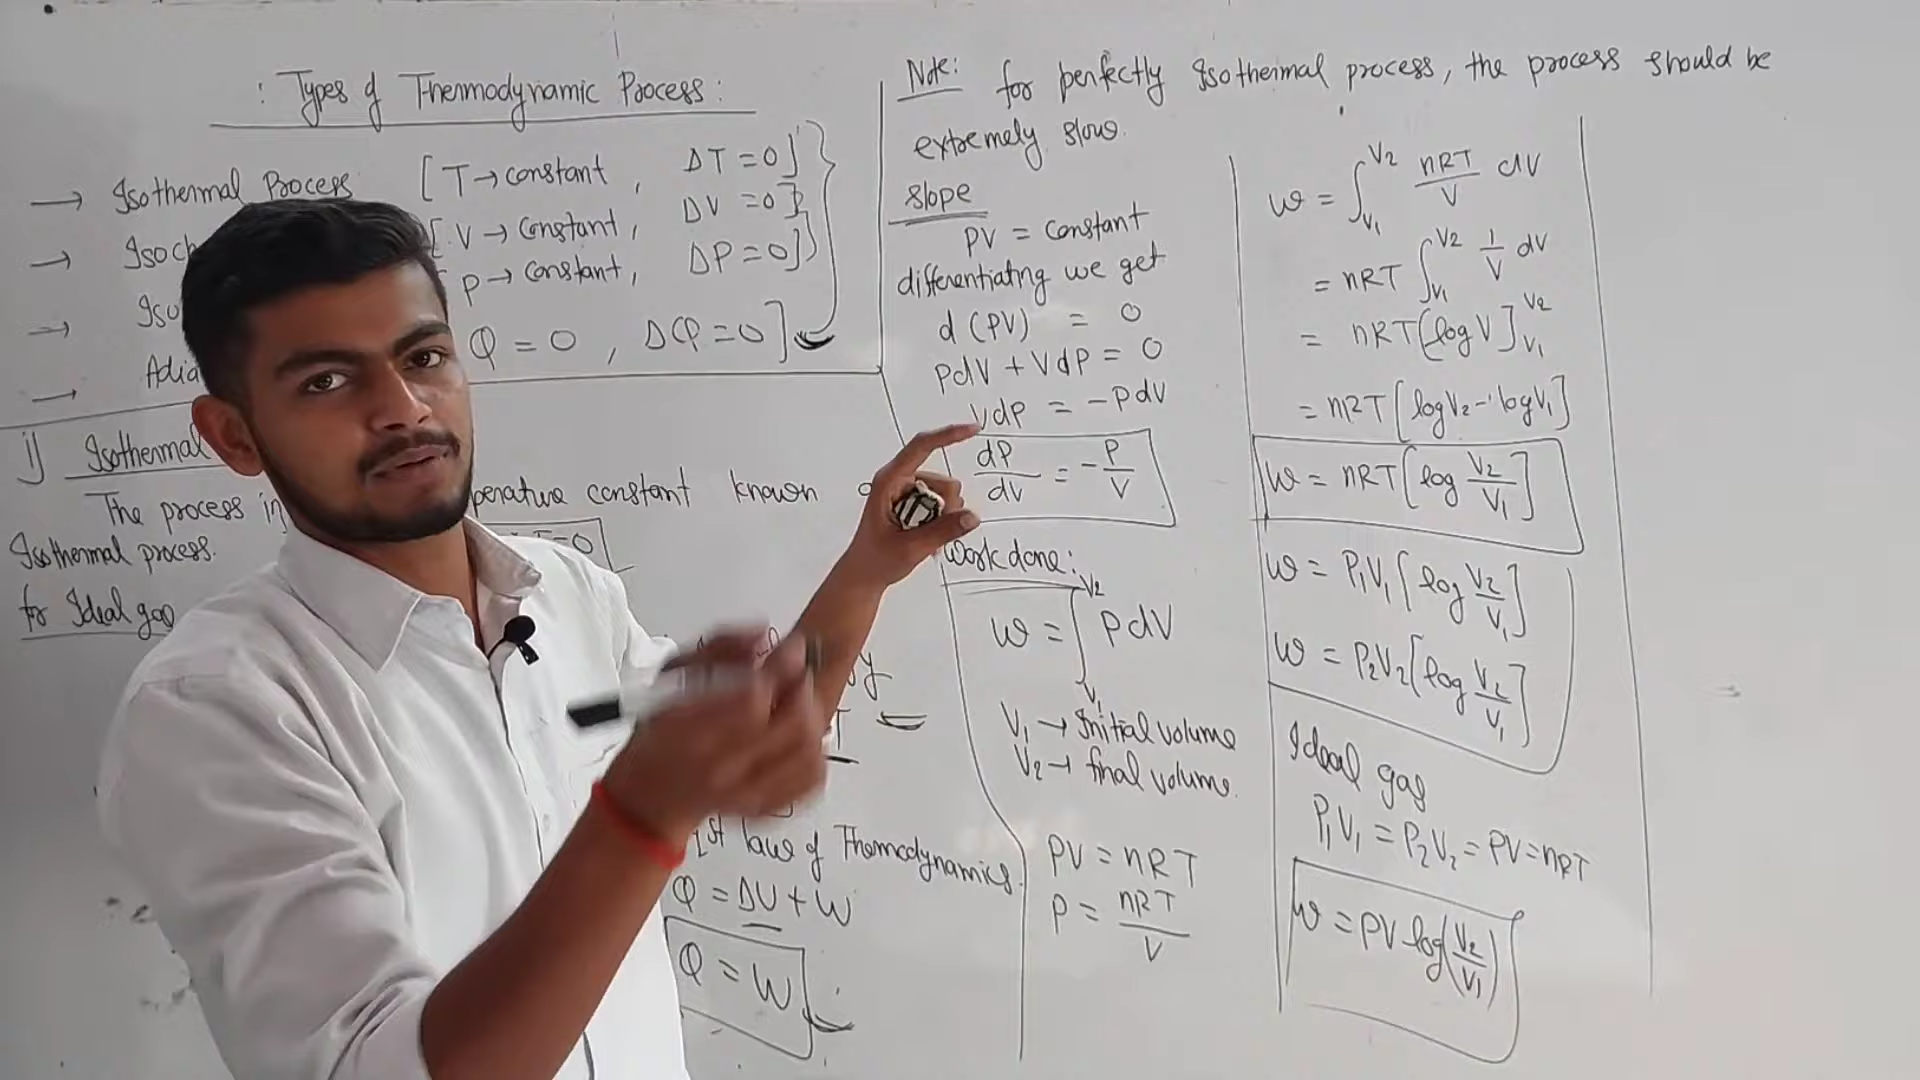 : Types of Thermodynamic Process :
→ Isothermal Process [T → constant , ΔT = 0]
→ [V → Constant, ΔV = 0]
→ [P → Constant, ΔP = 0]
→ Q = 0 , ΔQ = 0]
i) Isothermal
The process in constant known
Isothermal process.
for Ideal gas
1st law of Thermodynamics.
Q = ΔU + W
Q = W
Note: for perfectly Isothermal process, the process should be
extremely slow.
slope
PV = constant
differentiating we get
d (PV) = 0
PdV + VdP = 0
VdP = -PdV
dP/dV = -P/V
Work done:
W = ∫V₁^V₂ PdV
V₁ → Initial volume
V₂ → final volume.
PV = nRT
P = nRT/V
W = ∫V₁^V₂ nRT/V dV
= nRT ∫V₁^V₂ 1/V dV
= nRT[log V]V₁^V₂
= nRT [log V₂ - log V₁]
W = nRT [log V₂/V₁]
W = P₁V₁ [log V₂/V₁]
W = P₂V₂ [log V₂/V₁]
Ideal gas
P₁V₁ = P₂V₂ = PV = nRT
W = PV log(V₂/V₁)